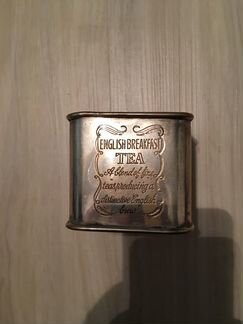 ENGLISH BREAKFAST
TEA
A blend of fine
teas producing a
distinctive English
brew